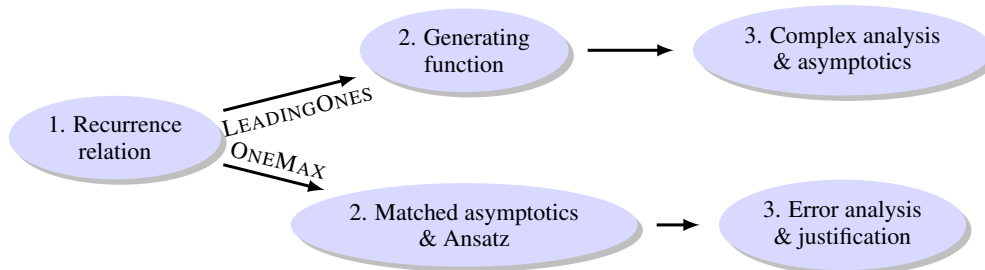 2. Generating
function
3. Complex analysis
& asymptotics
1. Recurrence
relation
LEADINGONES
ONEMAX
2. Matched asymptotics
& Ansatz
3. Error analysis
& justification